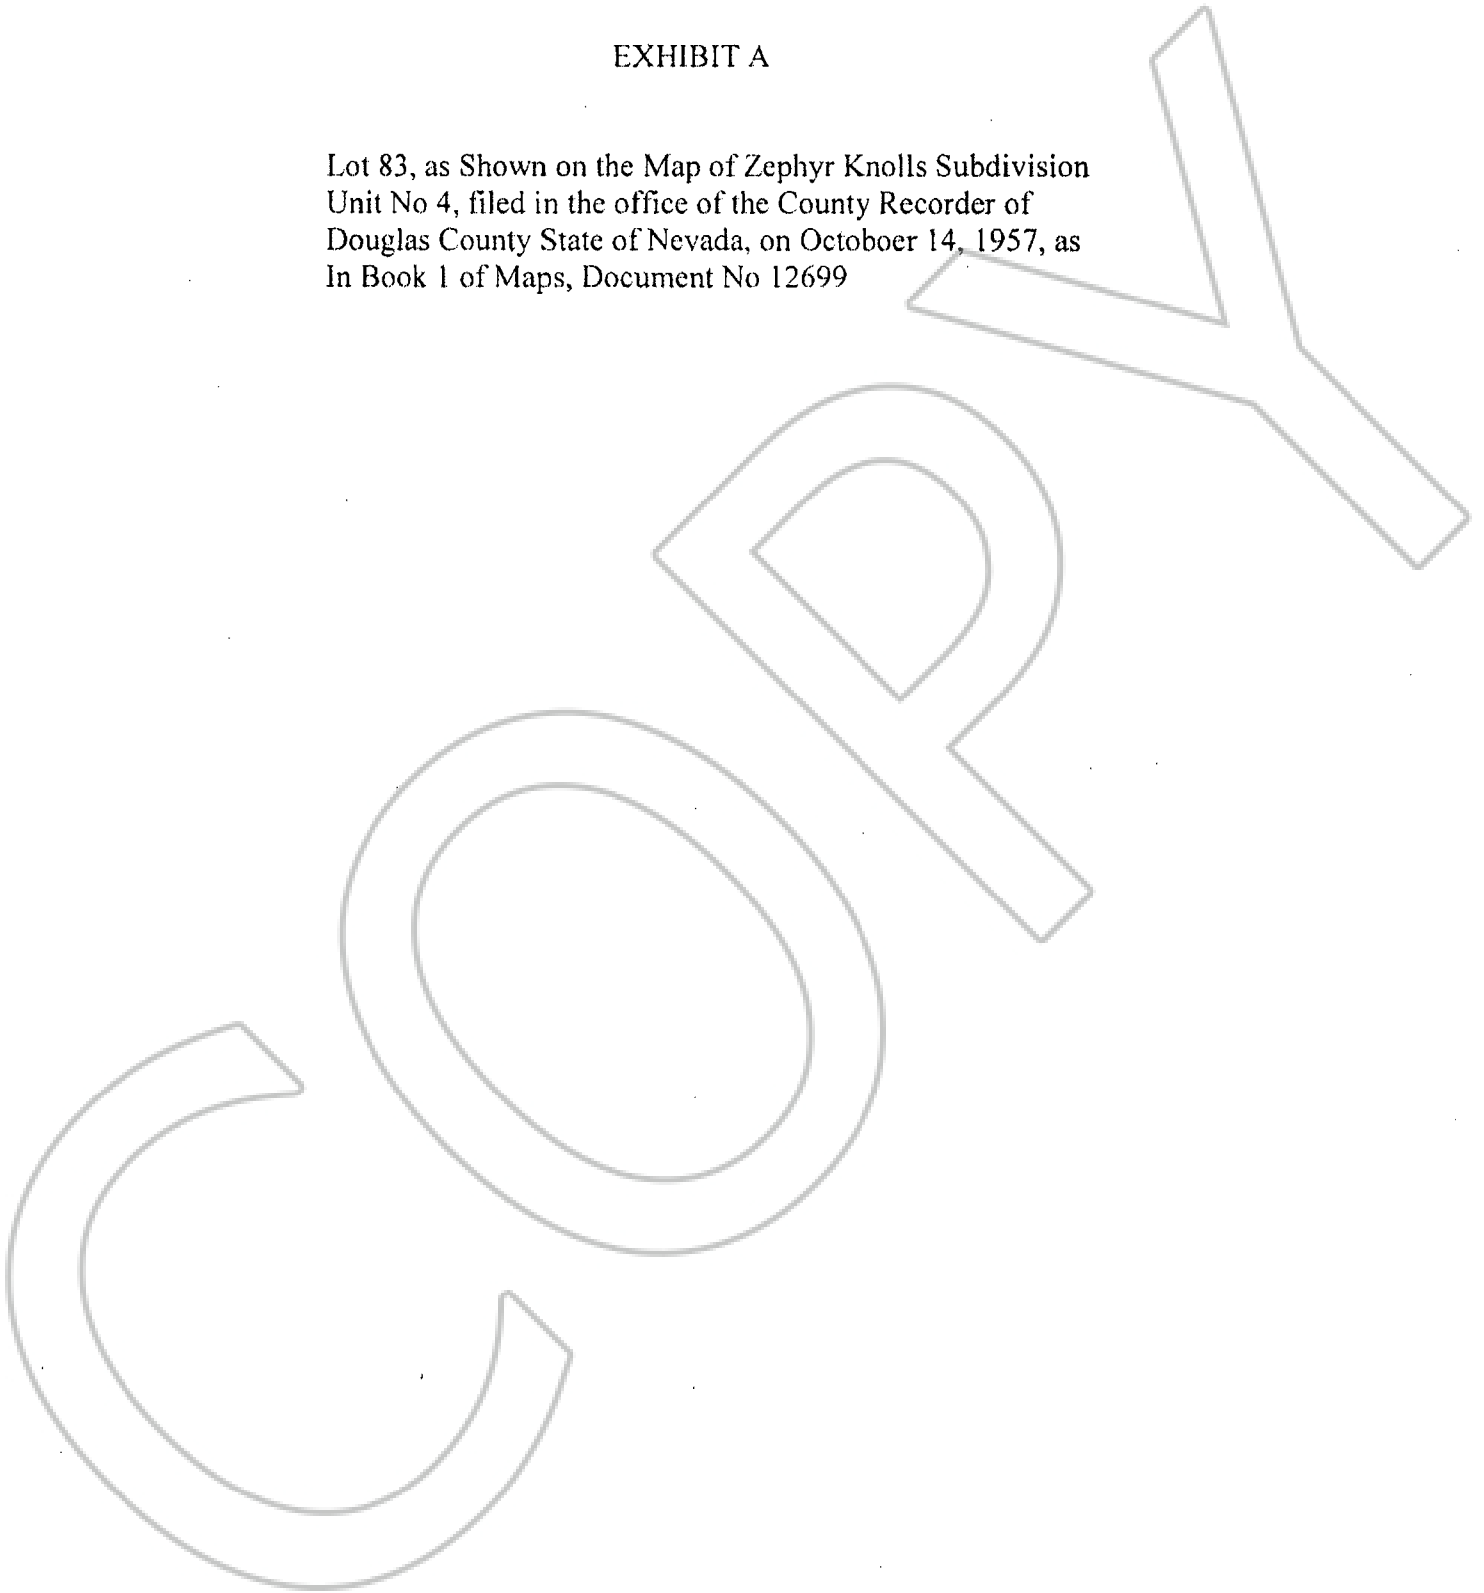 EXHIBIT A
Lot 83, as Shown on the Map of Zephyr Knolls Subdivision
Unit No 4, filed in the office of the County Recorder of
Douglas County State of Nevada, on Octoboer 14, 1957, as
In Book 1 of Maps, Document No 12699
COPY